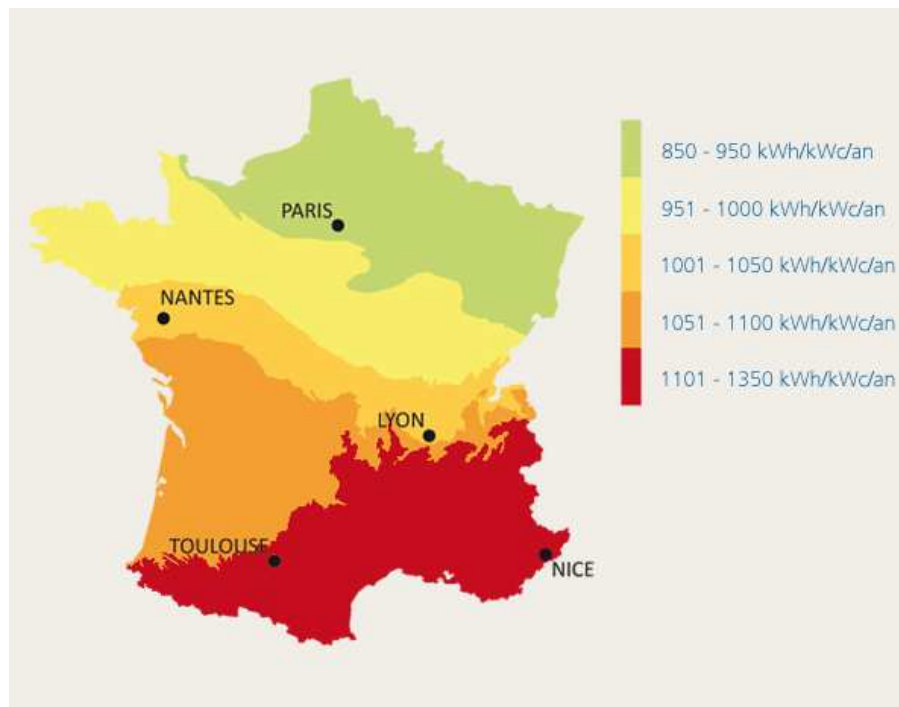 PARIS
NANTES
LYON
TOULOUSE
NICE
850 - 950 kWh/kWc/an
951 - 1000 kWh/kWc/an
1001 - 1050 kWh/kWc/an
1051 - 1100 kWh/kWc/an
1101 - 1350 kWh/kWc/an